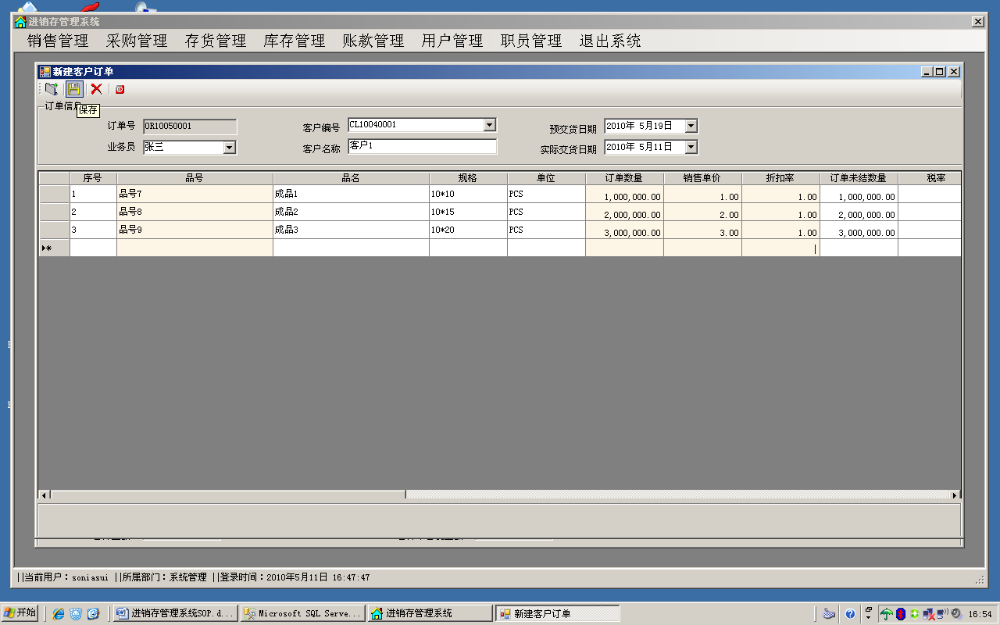 进销存管理系统
销售管理 采购管理 存货管理 库存管理 账款管理 用户管理 职员管理 退出系统
新建客户订单
订单信息
保存
订单号 OR10050001 客户编号 CL10040001 预交货日期 2010年 5月19日
业务员 张三 客户名称 客户1 实际交货日期 2010年 5月11日
序号 品号 品名 规格 单位 订单数量 销售单价 折扣率 订单未结数量 税率
1 品号7 成品1 10*10 PCS 1,000,000.00 1.00 1.00 1,000,000.00
2 品号8 成品2 10*15 PCS 2,000,000.00 2.00 1.00 2,000,000.00
3 品号9 成品3 10*20 PCS 3,000,000.00 3.00 1.00 3,000,000.00
||当前用户：soniasui ||所属部门：系统管理 ||登录时间：2010年5月11日 16:47:47
开始 进销存管理系统SOP.d... Microsoft SQL Serve... 进销存管理系统 新建客户订单 16:54